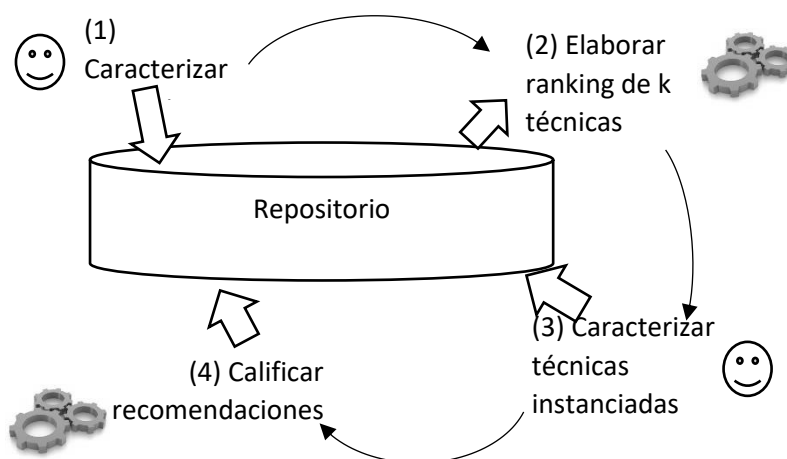 (1)
Caracterizar
(2) Elaborar
ranking de k
técnicas
Repositorio
(3) Caracterizar
técnicas
instanciadas
(4) Calificar
recomendaciones